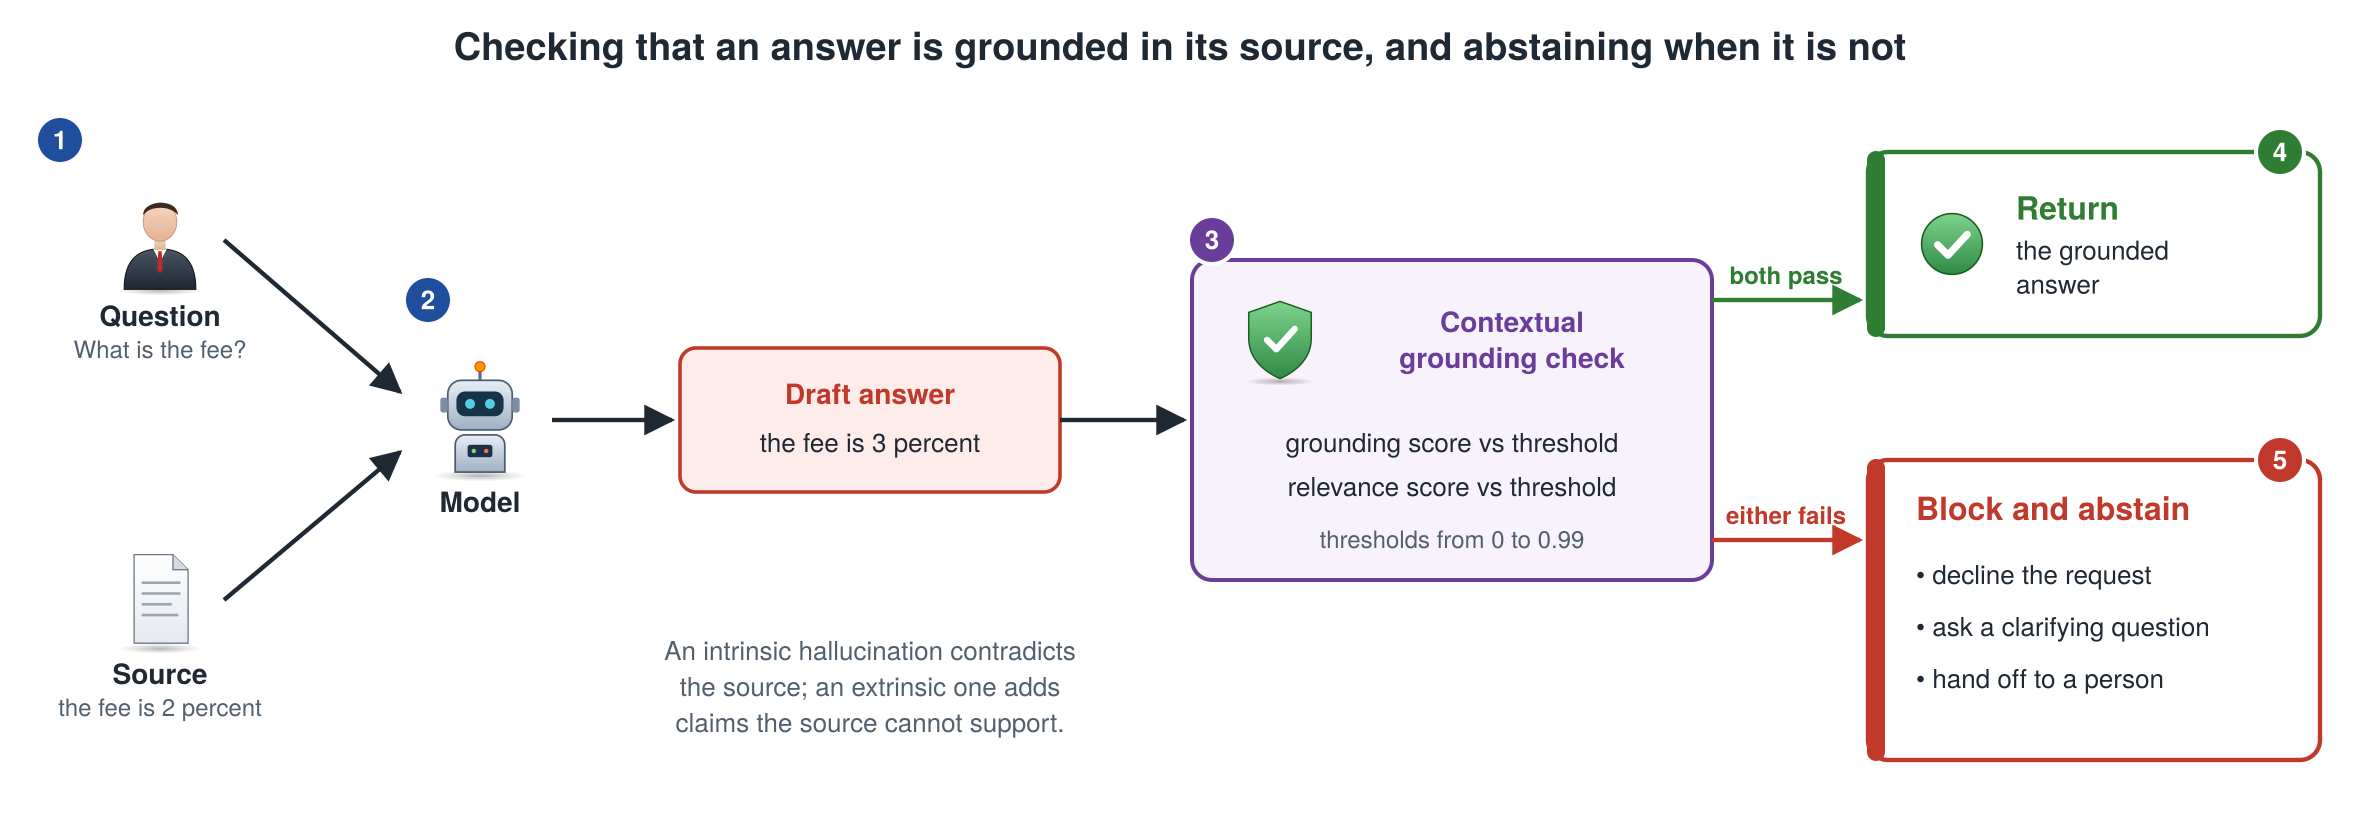 Checking that an answer is grounded in its source, and abstaining when it is not
1
Question
What is the fee?
Source
the fee is 2 percent
2
Model
Draft answer
the fee is 3 percent
An intrinsic hallucination contradicts
the source; an extrinsic one adds
claims the source cannot support.
3
Contextual
grounding check
grounding score vs threshold
relevance score vs threshold
thresholds from 0 to 0.99
both pass
either fails
4
Return
the grounded
answer
5
Block and abstain
• decline the request
• ask a clarifying question
• hand off to a person